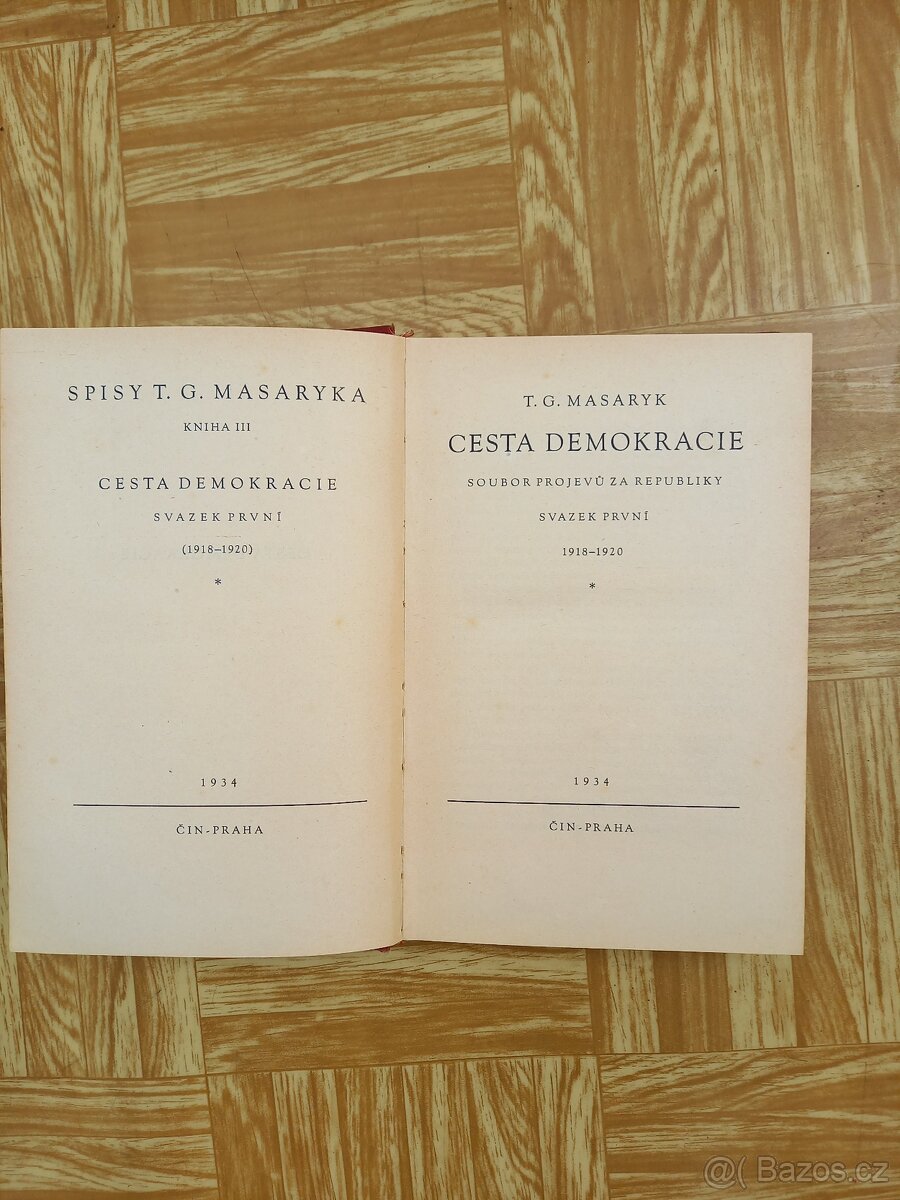 SPISY T. G. MASARYKA
KNIHA III
CESTA DEMOKRACIE
SVAZEK PRVNÍ
(1918–1920)
*
1934
ČIN-PRAHA
T. G. MASARYK
CESTA DEMOKRACIE
SOUBOR PROJEVŮ ZA REPUBLIKY
SVAZEK PRVNÍ
1918–1920
*
1934
ČIN-PRAHA
@( Bazos.cz